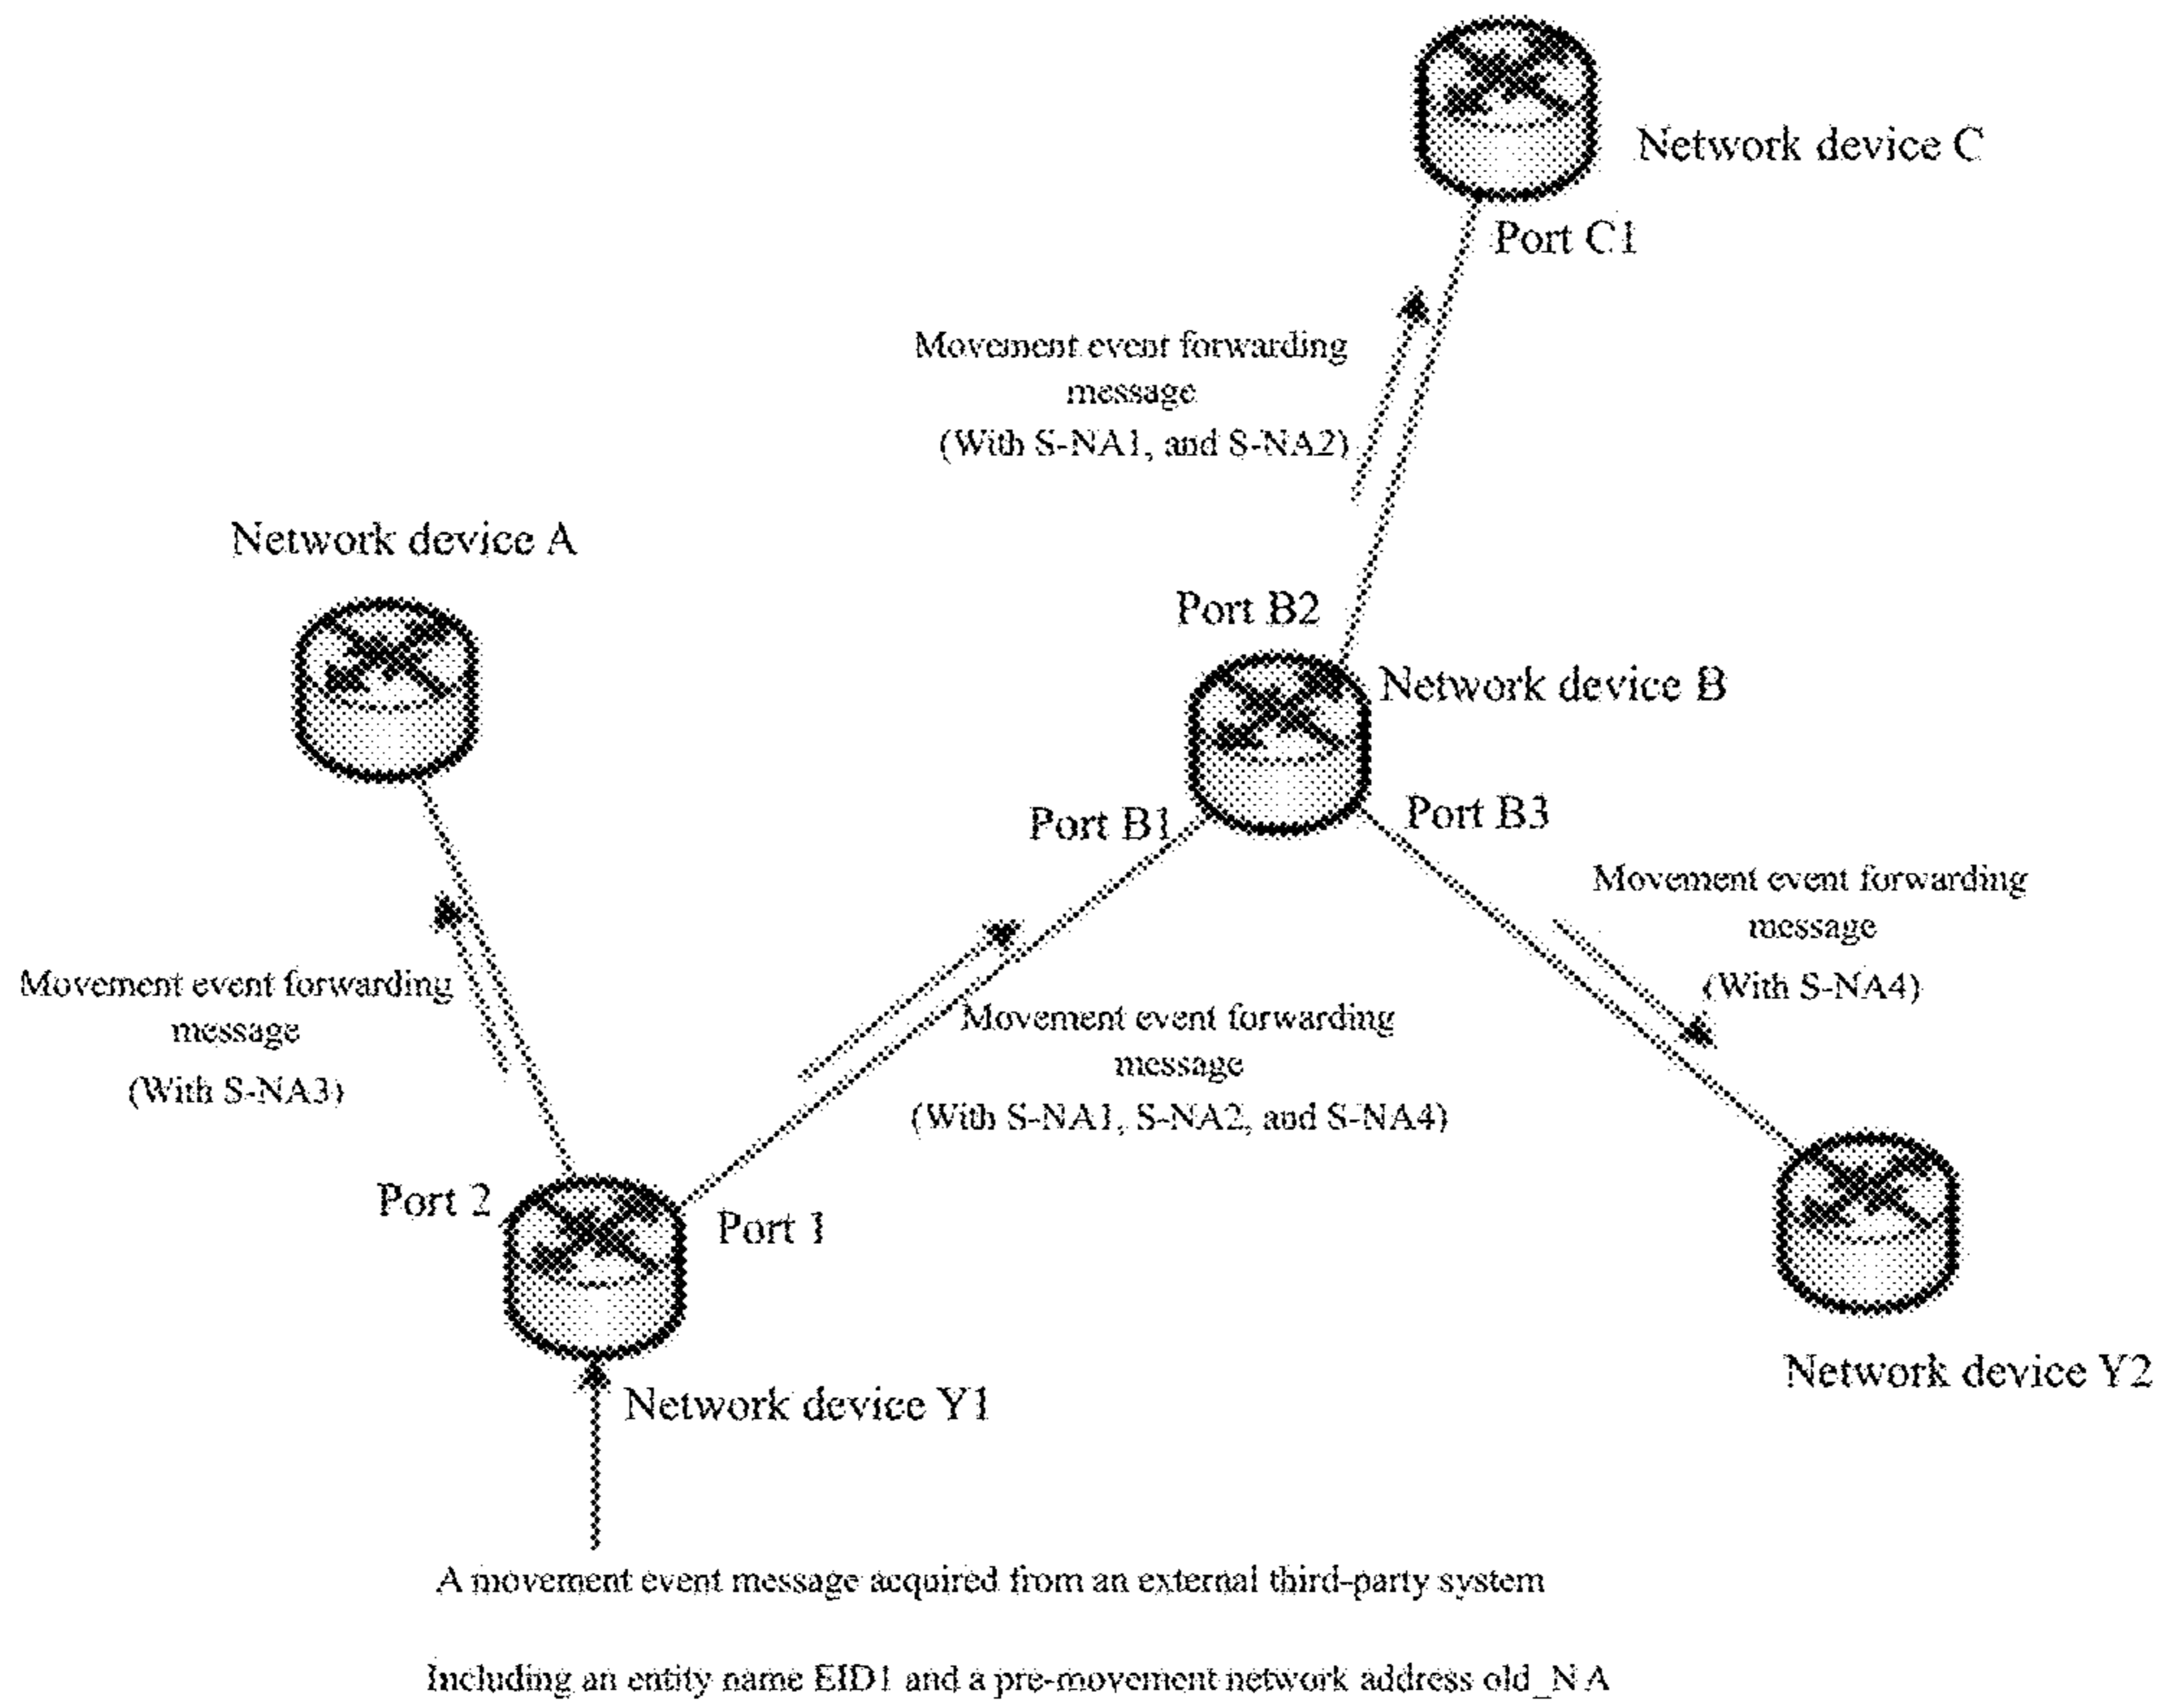 Network device C
Port C1
Movement event forwarding
message
(With S-NA1, and S-NA2)
Network device A
Port B2
Network device B
Port B1
Port B3
Movement event forwarding
message
(With S-NA4)
Movement event forwarding
message
(With S-NA3)
Movement event forwarding
message
(With S-NA1, S-NA2, and S-NA4)
Port 2
Port 1
Network device Y2
Network device Y1
A movement event message acquired from an external third-party system
Including an entity name EID1 and a pre-movement network address old_NA